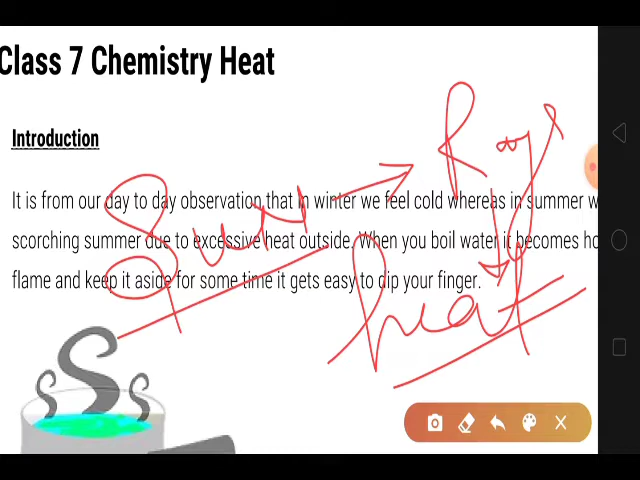 Class 7 Chemistry Heat
Introduction
It is from our day to day observation that in winter we feel cold whereas in summer w
scorching summer due to excessive heat outside. When you boil water it becomes ho
flame and keep it aside for some time it gets easy to dip your finger.
Sun → Rays
heat